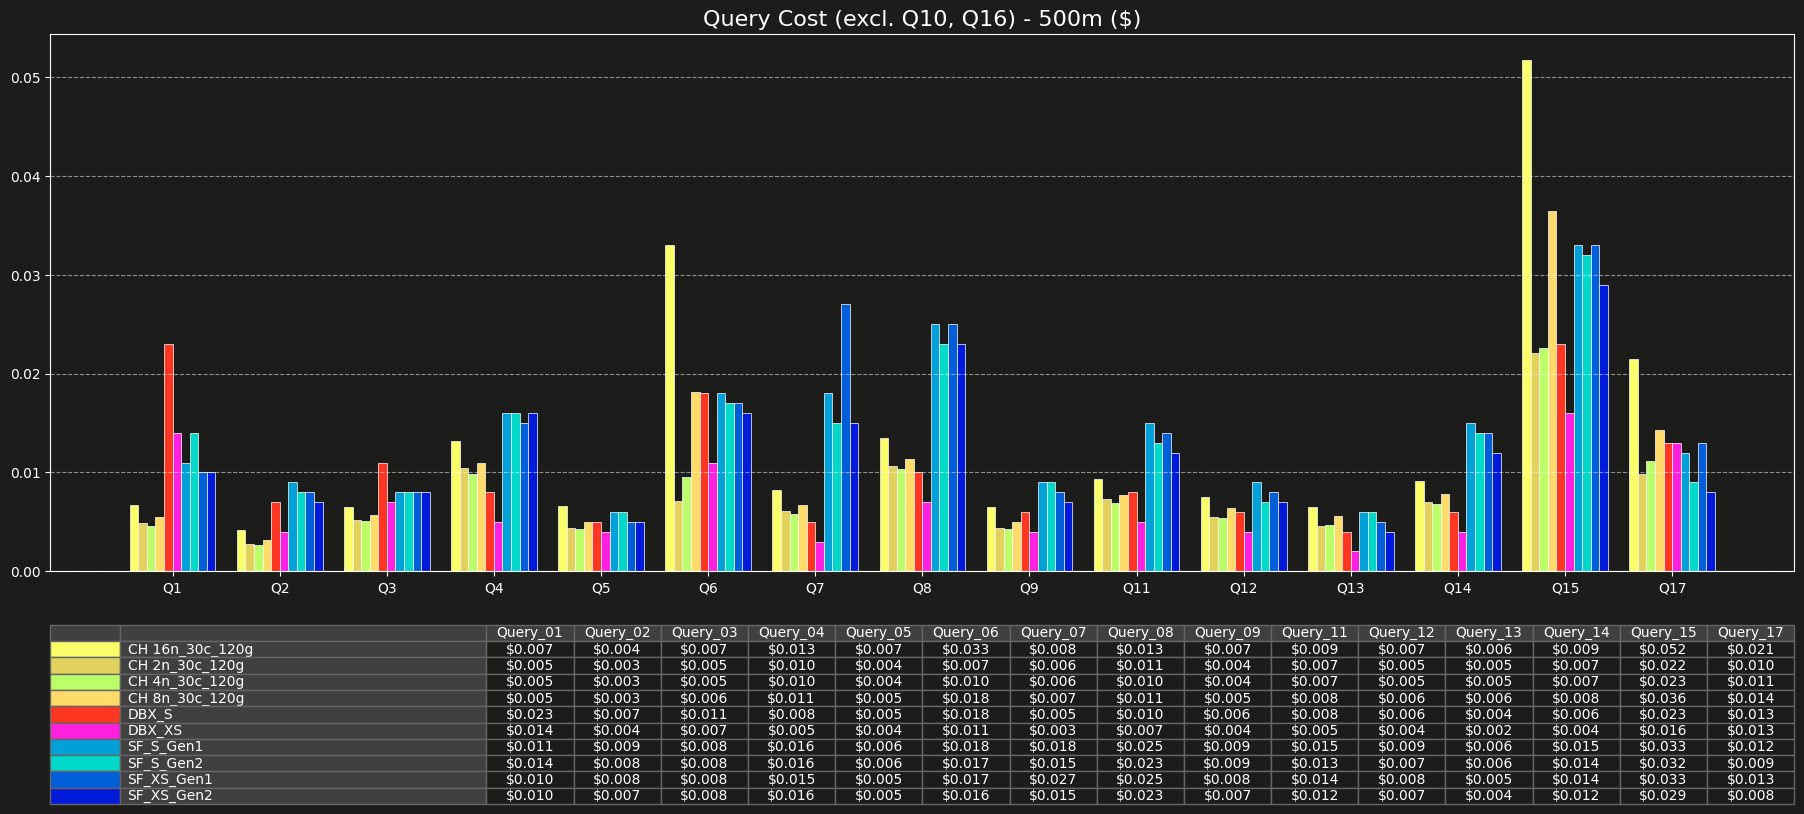 Query Cost (excl. Q10, Q16) - 500m ($)
0.05
0.04
0.03
0.02
0.01
0.00
Q1 Q2 Q3 Q4 Q5 Q6 Q7 Q8 Q9 Q11 Q12 Q13 Q14 Q15 Q17
Query_01 Query_02 Query_03 Query_04 Query_05 Query_06 Query_07 Query_08 Query_09 Query_11 Query_12 Query_13 Query_14 Query_15 Query_17
CH 16n_30c_120g $0.007 $0.004 $0.007 $0.013 $0.007 $0.033 $0.008 $0.013 $0.007 $0.009 $0.007 $0.006 $0.009 $0.052 $0.021
CH 2n_30c_120g $0.005 $0.003 $0.005 $0.010 $0.004 $0.007 $0.006 $0.011 $0.004 $0.007 $0.005 $0.005 $0.007 $0.022 $0.010
CH 4n_30c_120g $0.005 $0.003 $0.005 $0.010 $0.004 $0.010 $0.006 $0.010 $0.004 $0.007 $0.005 $0.005 $0.007 $0.023 $0.011
CH 8n_30c_120g $0.005 $0.003 $0.006 $0.011 $0.005 $0.018 $0.007 $0.011 $0.005 $0.008 $0.006 $0.006 $0.008 $0.036 $0.014
DBX_S $0.023 $0.007 $0.011 $0.008 $0.005 $0.018 $0.005 $0.010 $0.006 $0.008 $0.006 $0.004 $0.006 $0.023 $0.013
DBX_XS $0.014 $0.004 $0.007 $0.005 $0.004 $0.011 $0.003 $0.007 $0.004 $0.005 $0.004 $0.002 $0.004 $0.016 $0.013
SF_S_Gen1 $0.011 $0.009 $0.008 $0.016 $0.006 $0.018 $0.018 $0.025 $0.009 $0.015 $0.009 $0.006 $0.015 $0.033 $0.012
SF_S_Gen2 $0.014 $0.008 $0.008 $0.016 $0.006 $0.017 $0.015 $0.023 $0.009 $0.013 $0.007 $0.006 $0.014 $0.032 $0.009
SF_XS_Gen1 $0.010 $0.008 $0.008 $0.015 $0.005 $0.017 $0.027 $0.025 $0.008 $0.014 $0.008 $0.005 $0.014 $0.033 $0.013
SF_XS_Gen2 $0.010 $0.007 $0.008 $0.016 $0.005 $0.016 $0.015 $0.023 $0.007 $0.012 $0.007 $0.004 $0.012 $0.029 $0.008